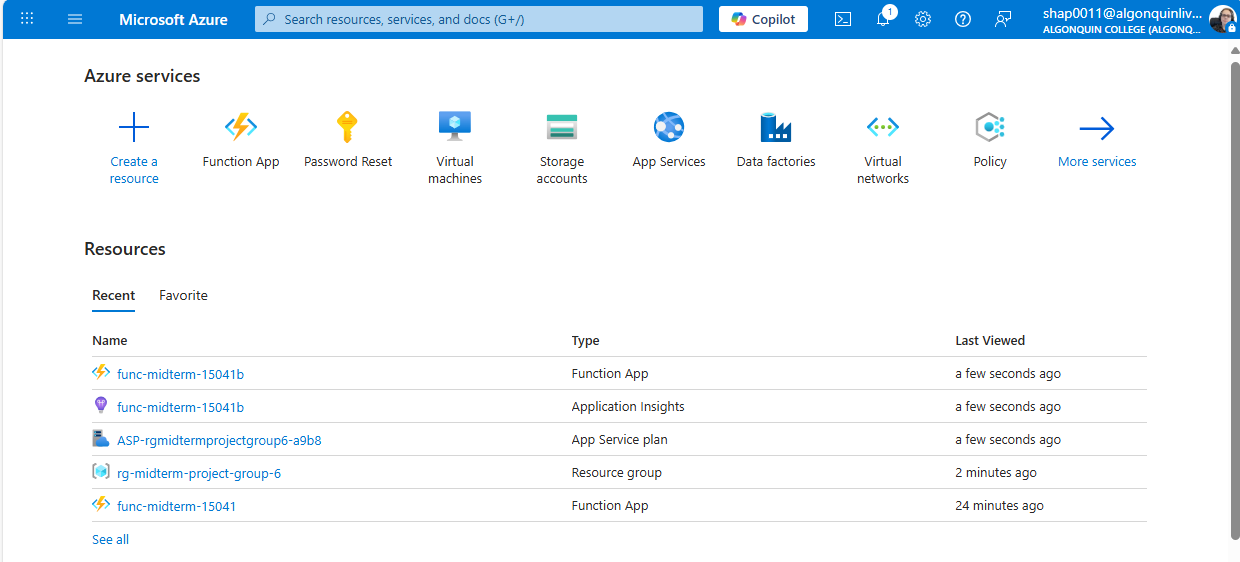 Microsoft Azure
Search resources, services, and docs (G+/)
Copilot
1
shap0011@algonquinliv...
ALGONQUIN COLLEGE (ALGONQ...
Azure services
Create a resource
Function App
Password Reset
Virtual machines
Storage accounts
App Services
Data factories
Virtual networks
Policy
More services
Resources
Recent Favorite
Name Type Last Viewed
func-midterm-15041b Function App a few seconds ago
func-midterm-15041b Application Insights a few seconds ago
ASP-rgmidtermprojectgroup6-a9b8 App Service plan a few seconds ago
rg-midterm-project-group-6 Resource group 2 minutes ago
func-midterm-15041 Function App 24 minutes ago
See all